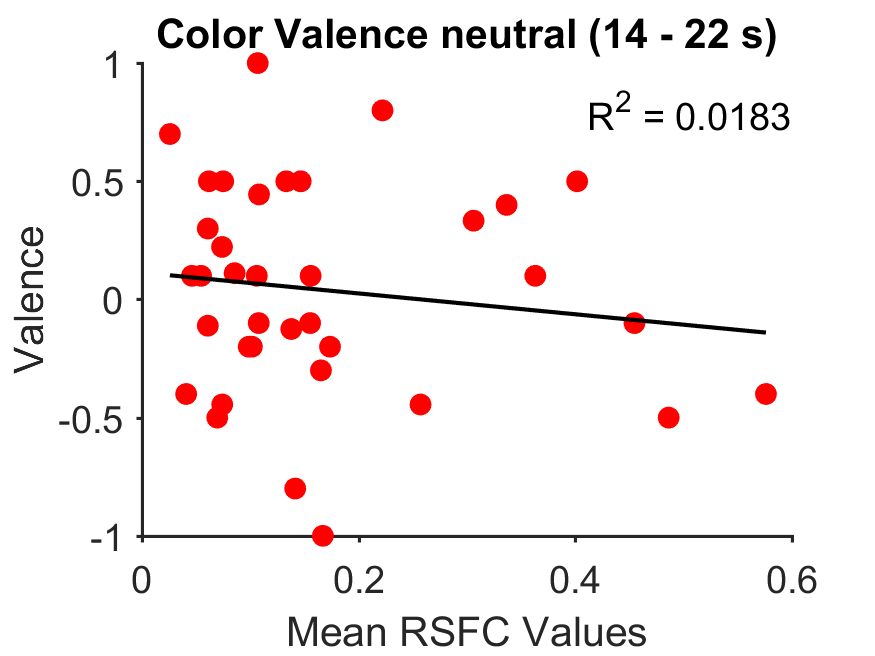 Color Valence neutral (14 - 22 s)
R² = 0.0183
1
0.5
0
-0.5
-1
Valence
0 0.2 0.4 0.6
Mean RSFC Values